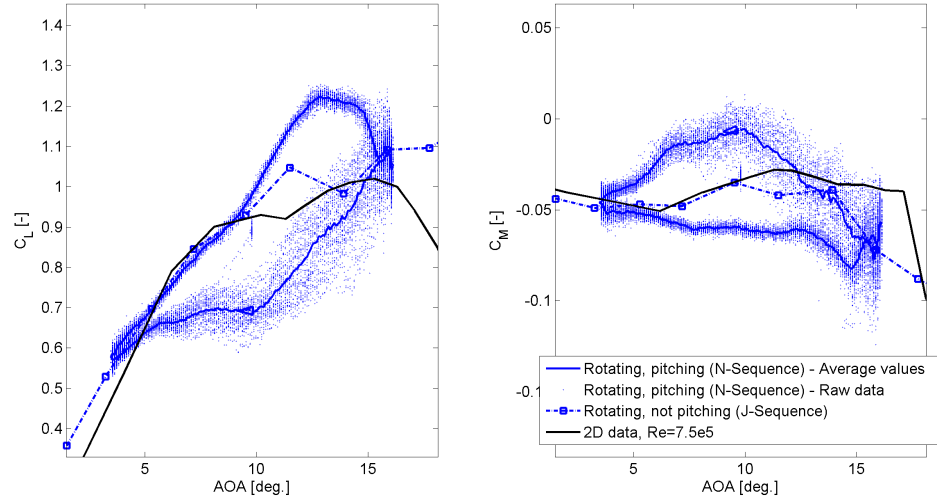 1.4
1.3
1.2
1.1
1
0.9
0.8
0.7
0.6
0.5
0.4
C_L [-]
5
10
15
AOA [deg.]
0.05
0
-0.05
-0.1
-0.1
C_M [-]
5
10
15
AOA [deg.]
Rotating, pitching (N-Sequence) - Average values
Rotating, pitching (N-Sequence) - Raw data
Rotating, not pitching (J-Sequence)
2D data, Re=7.5e5